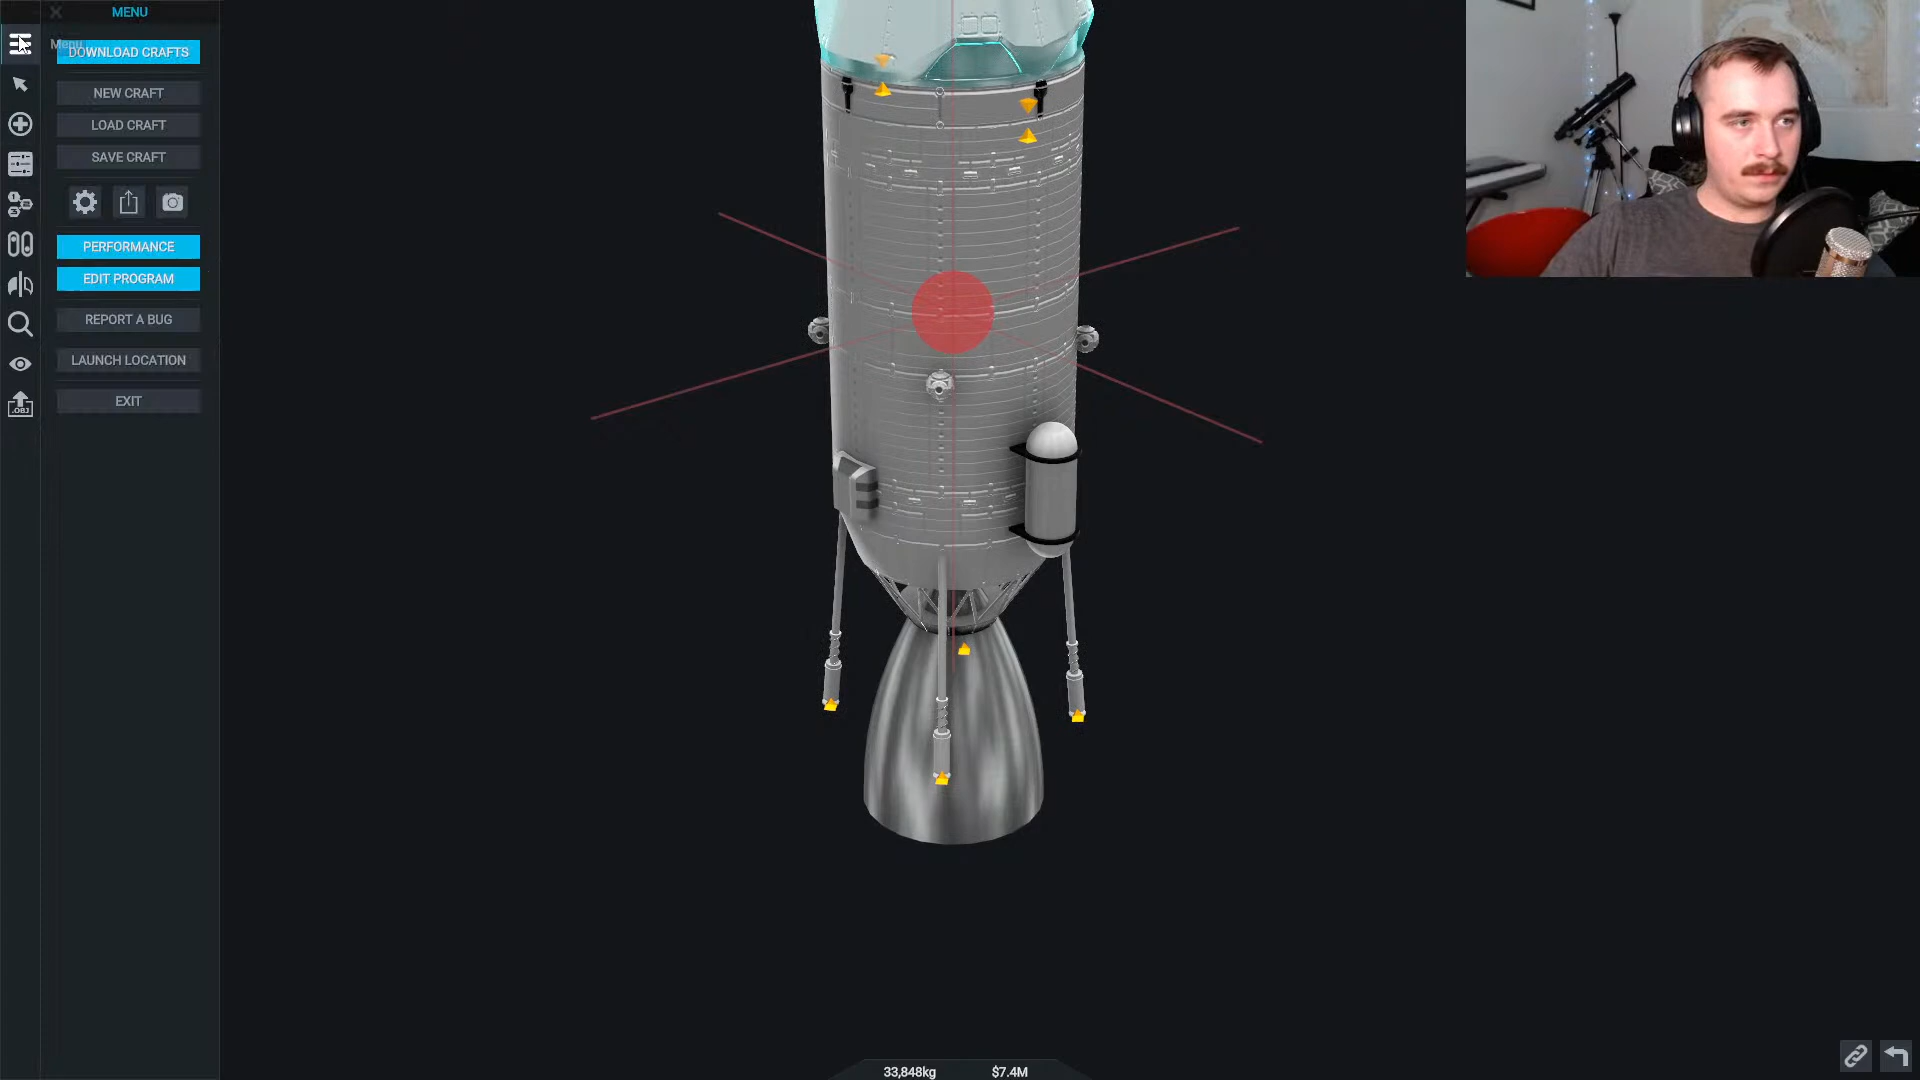 MENU
Menu
DOWNLOAD CRAFTS
NEW CRAFT
LOAD CRAFT
SAVE CRAFT
PERFORMANCE
EDIT PROGRAM
REPORT A BUG
LAUNCH LOCATION
EXIT
.OBJ
33,848kg $7.4M